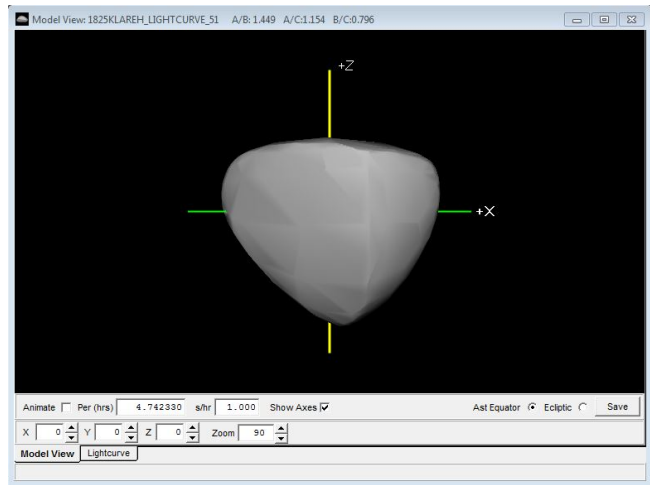 Model View: 1825KLAREH_LIGHTCURVE_51 A/B: 1.449 A/C:1.154 B/C:0.796
+Z
+X
Animate Per (hrs) 4.742330 s/hr 1.000 Show Axes Ast Equator Ecliptic Save
X 0 Y 0 Z 0 Zoom 90
Model View Lightcurve